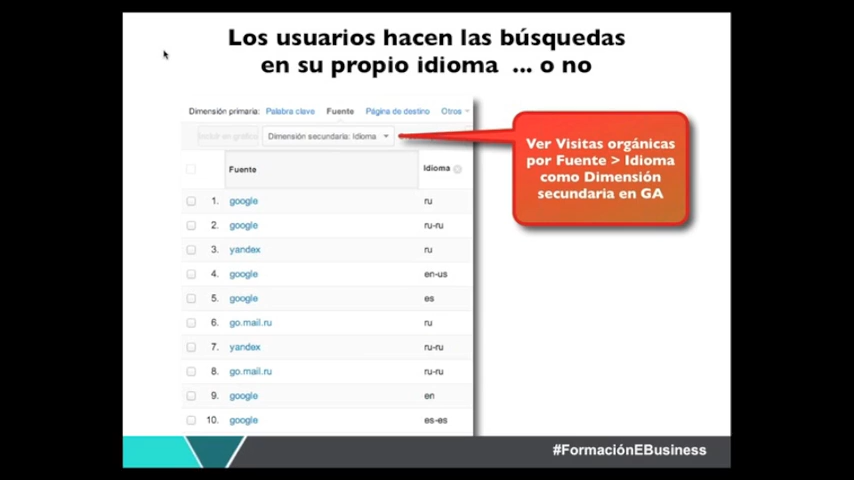 Los usuarios hacen las búsquedas
en su propio idioma ... o no
Dimensión primaria: Palabra clave Fuente Página de destino Otros
Dimensión secundaria: Idioma
Ver Visitas orgánicas
por Fuente > Idioma
como Dimensión
secundaria en GA
Fuente Idioma
1. google ru
2. google ru-ru
3. yandex ru
4. google en-us
5. google es
6. go.mail.ru ru
7. yandex ru-ru
8. go.mail.ru ru-ru
9. google en
10. google es-es
#FormaciónEBusiness